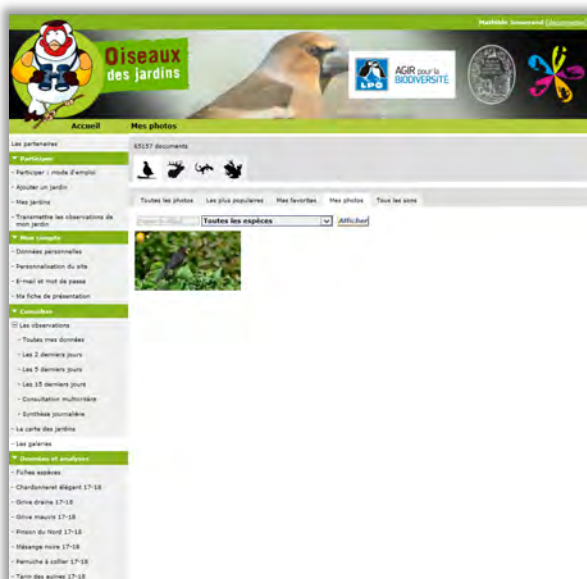 Mathilde Jouvrand [déconnecter]
Oiseaux
des jardins
LPO
AGIR pour la
BIODIVERSITÉ
Accueil
Mes photos
Les partenaires
65157 documents
Participer
- Participer : mode d'emploi
- Ajouter un jardin
- Mes jardins
- Transmettre les observations de
mon jardin
Toutes les photos
Les plus populaires
Mes favorites
Mes photos
Tous les sons
Toutes les espèces
Afficher
Mon compte
- Données personnelles
- Personnalisation du site
- E-mail et mot de passe
- Ma fiche de présentation
Consulter
Les observations
- Toutes mes données
- Les 2 derniers jours
- Les 5 derniers jours
- Les 15 derniers jours
- Consultation multicritère
- Synthèse journalière
- La carte des jardins
- Les galeries
Données et analyses
- Fiches espèces
- Chardonneret élégant 17-18
- Grive draine 17-18
- Grive mauvis 17-18
- Pinson du Nord 17-18
- Mésange noire 17-18
- Perruche à collier 17-18
- Tarin des aulnes 17-18